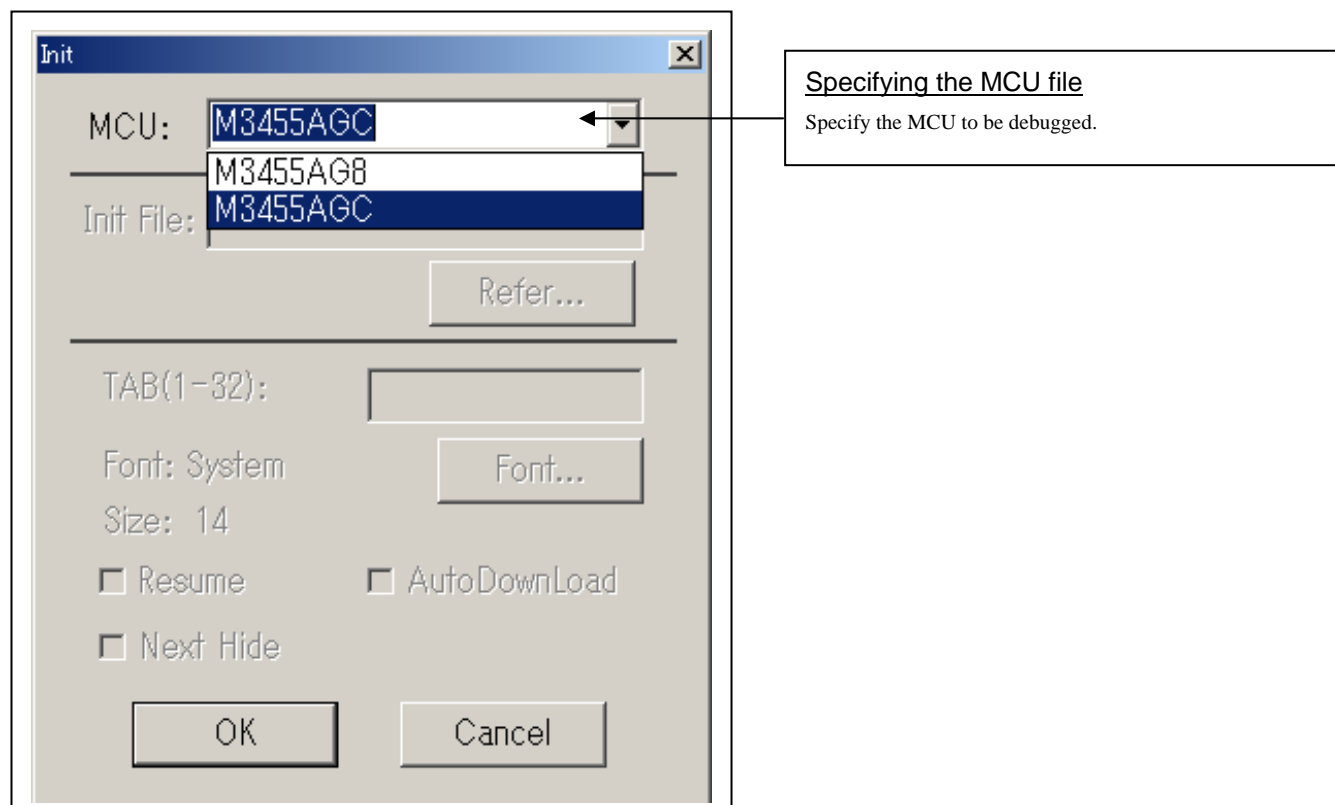 Init
MCU: M3455AGC
M3455AG8
M3455AGC
Init File:
Refer...
TAB(1-32):
Font: System
Font...
Size: 14
Resume
AutoDownLoad
Next Hide
OK
Cancel
Specifying the MCU file
Specify the MCU to be debugged.